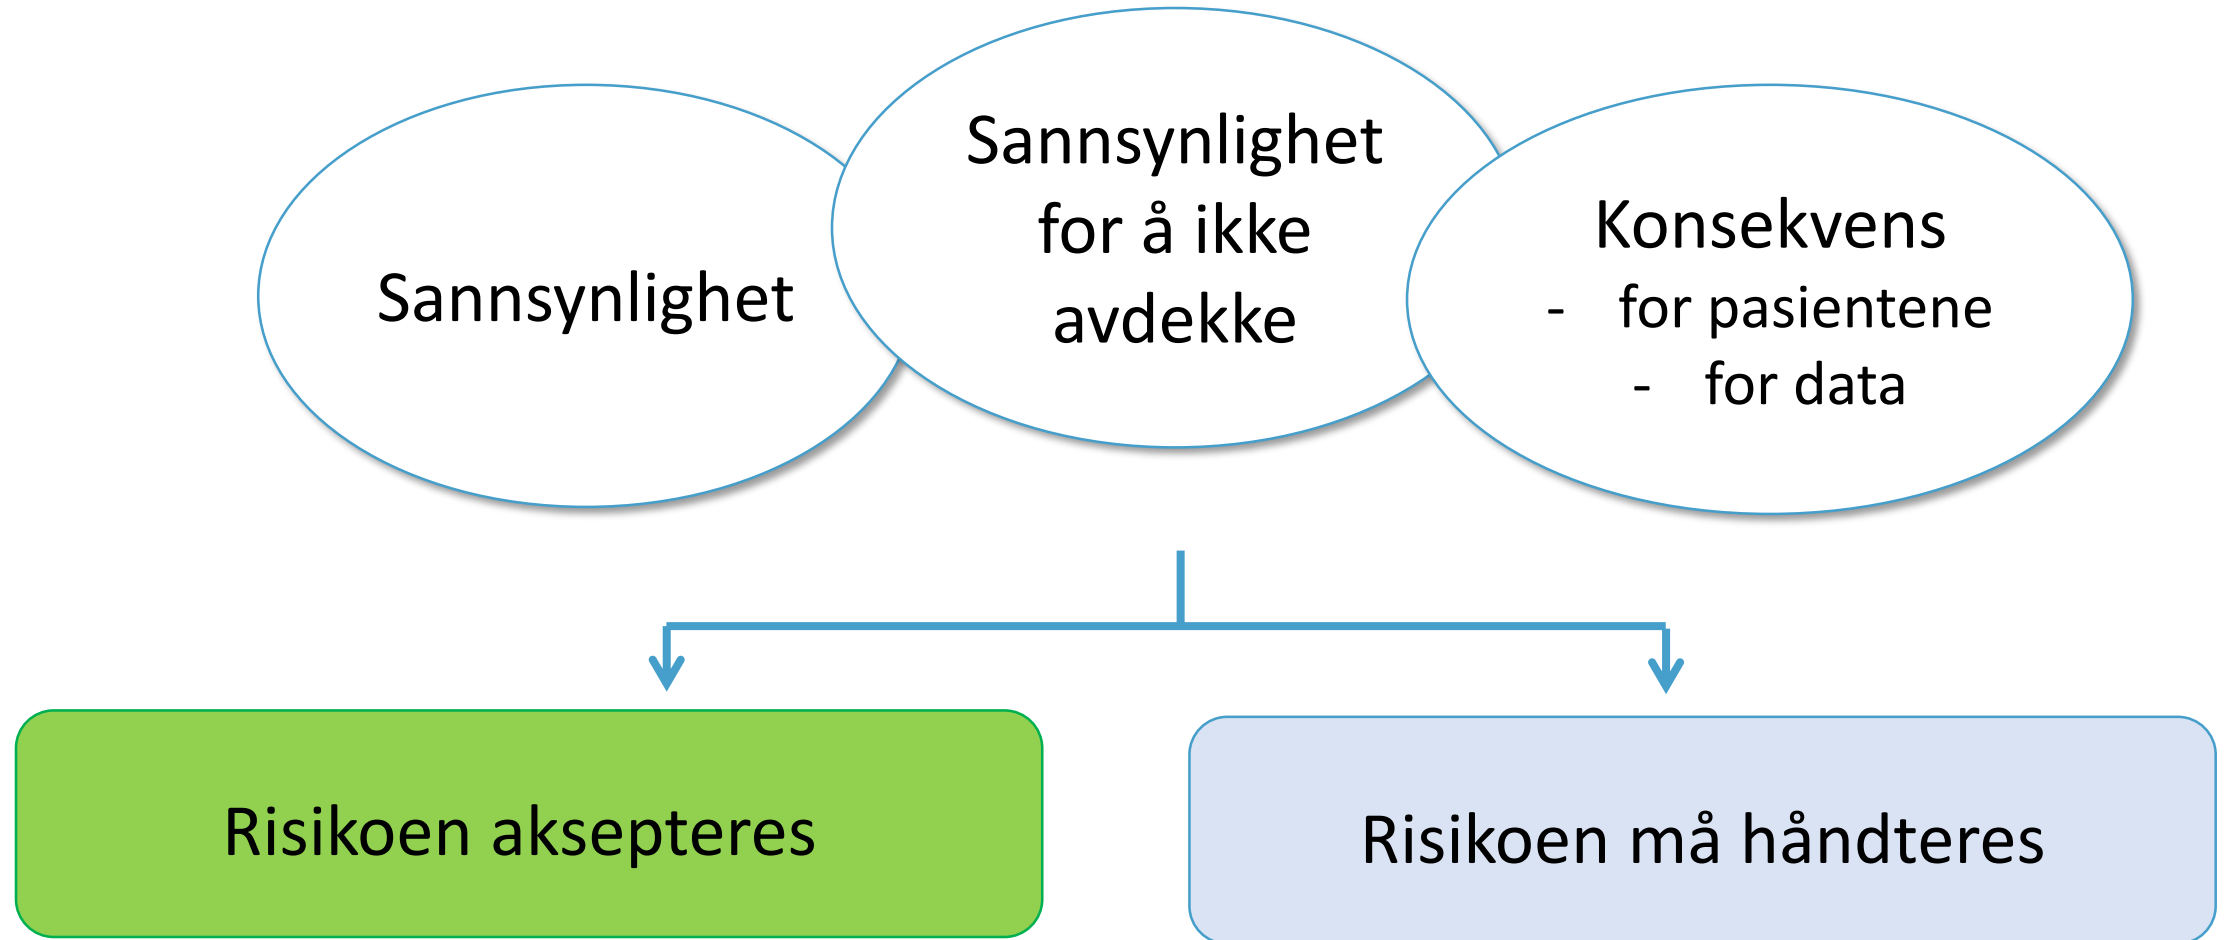 Sannsynlighet
Sannsynlighet
for å ikke
avdekke
Konsekvens
- for pasientene
- for data
Risikoen aksepteres
Risikoen må håndteres